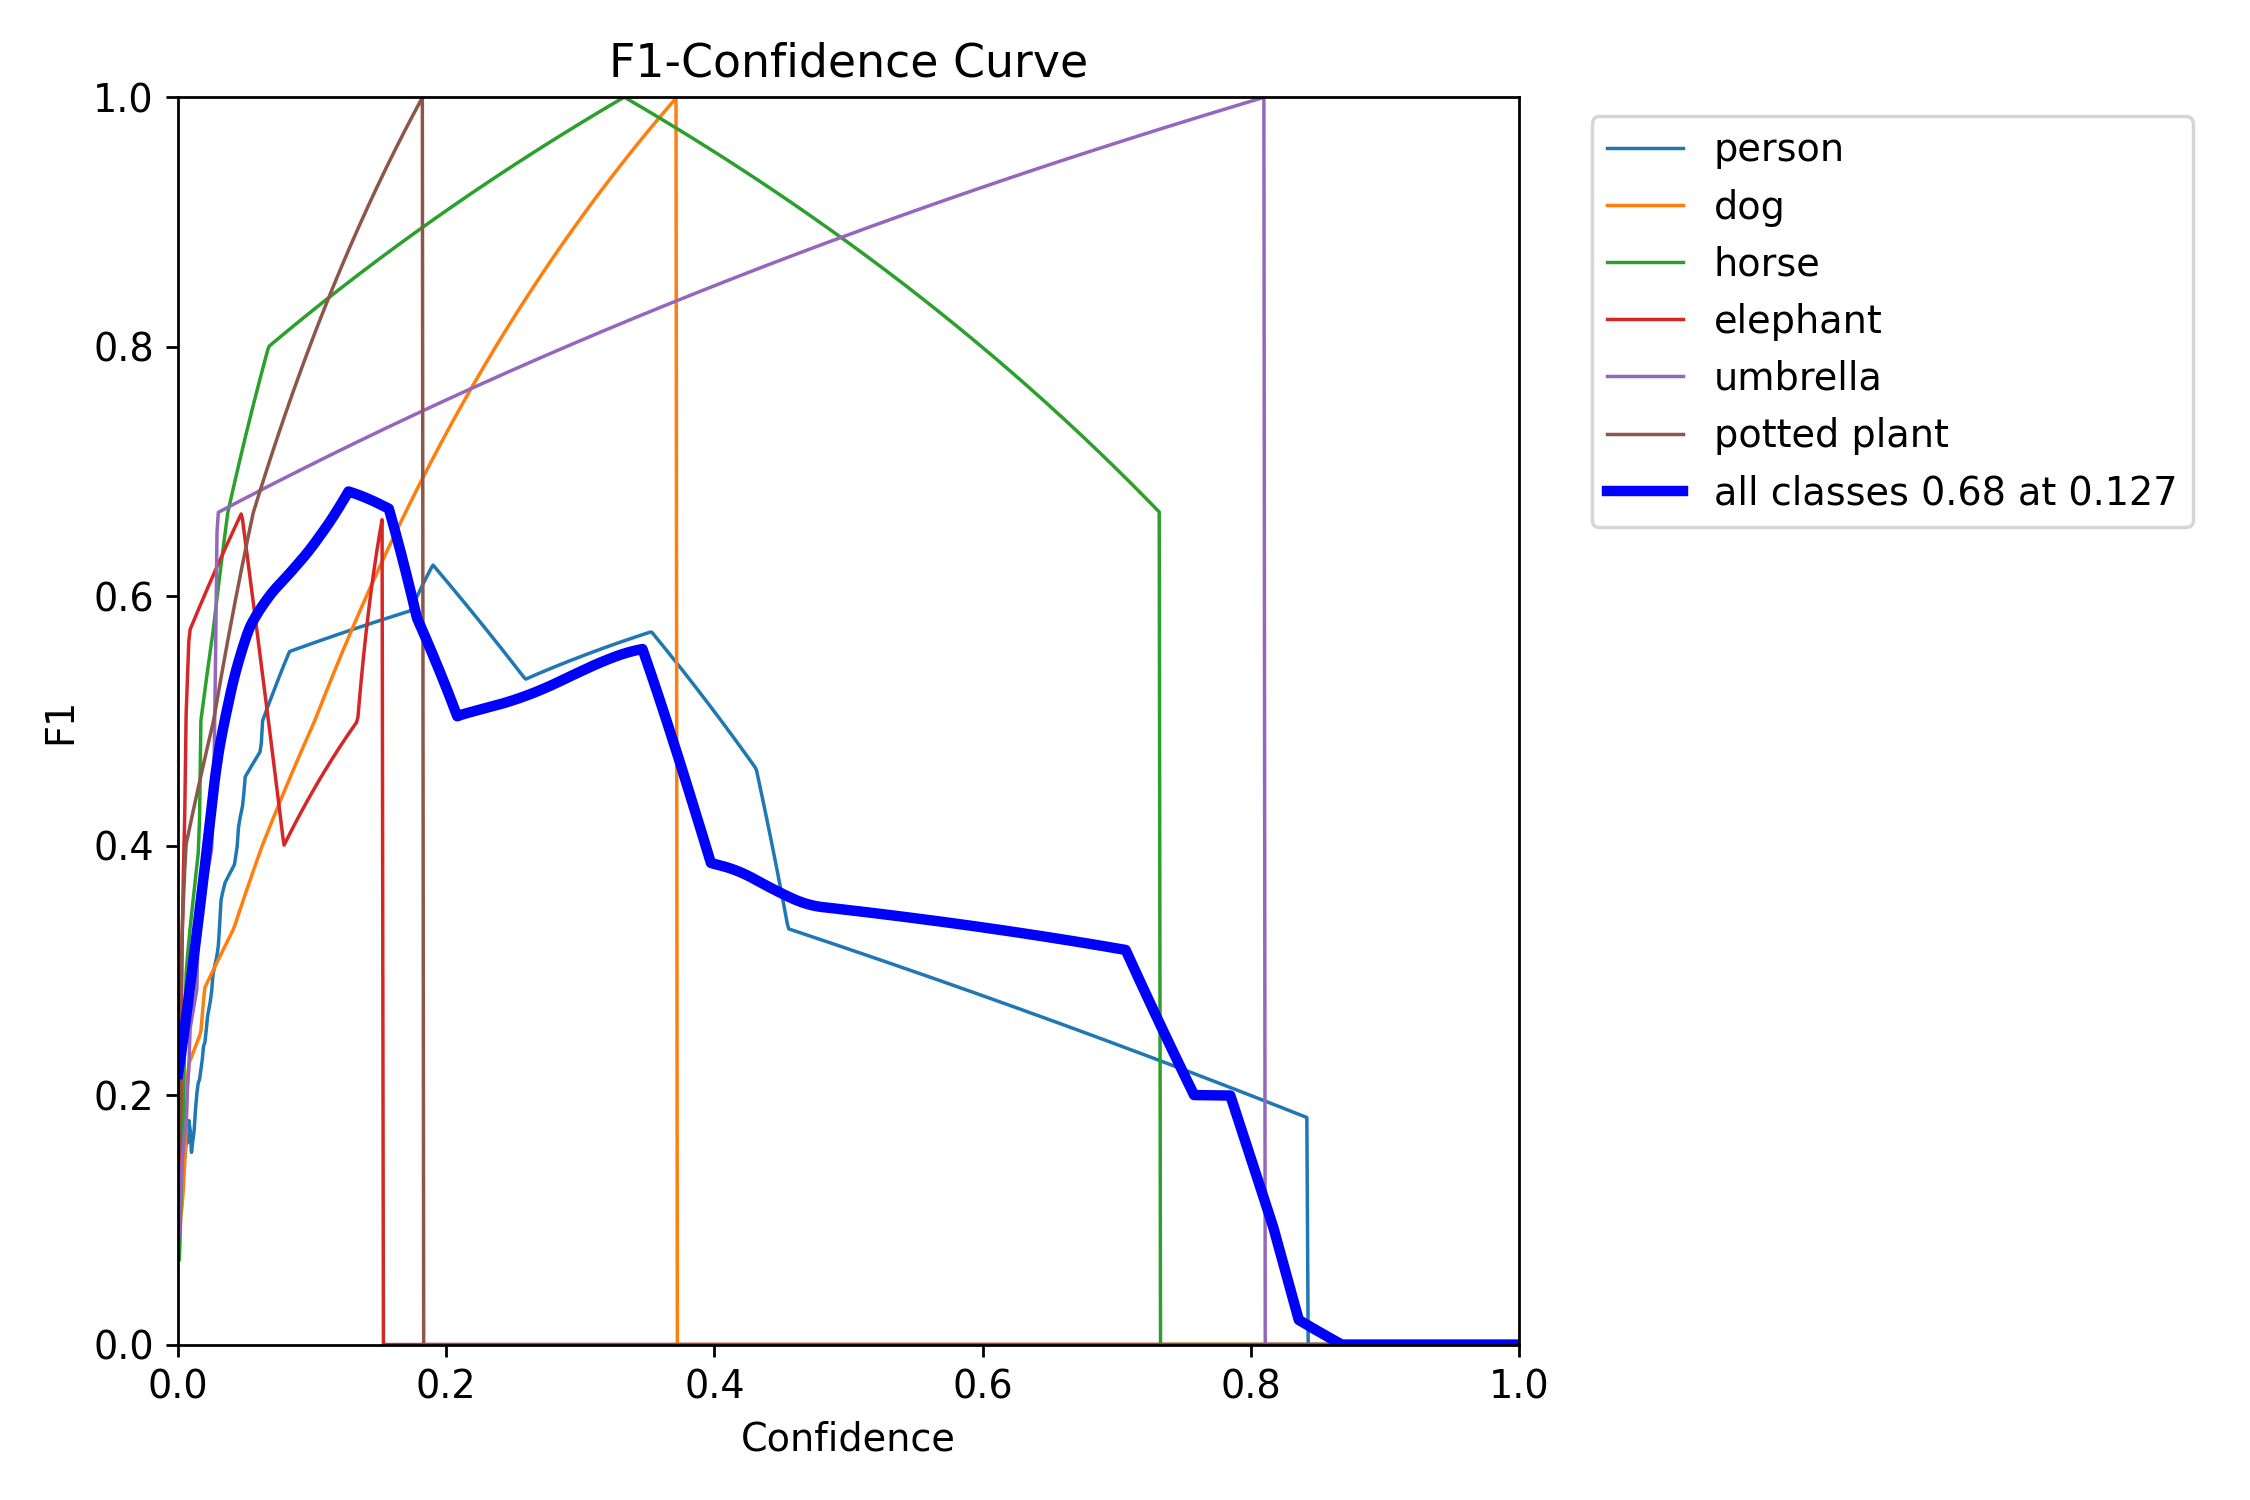 F1-Confidence Curve
1.0
0.8
0.6
0.4
0.2
0.0
F1
0.0 0.2 0.4 0.6 0.8 1.0
Confidence
person
dog
horse
elephant
umbrella
potted plant
all classes 0.68 at 0.127